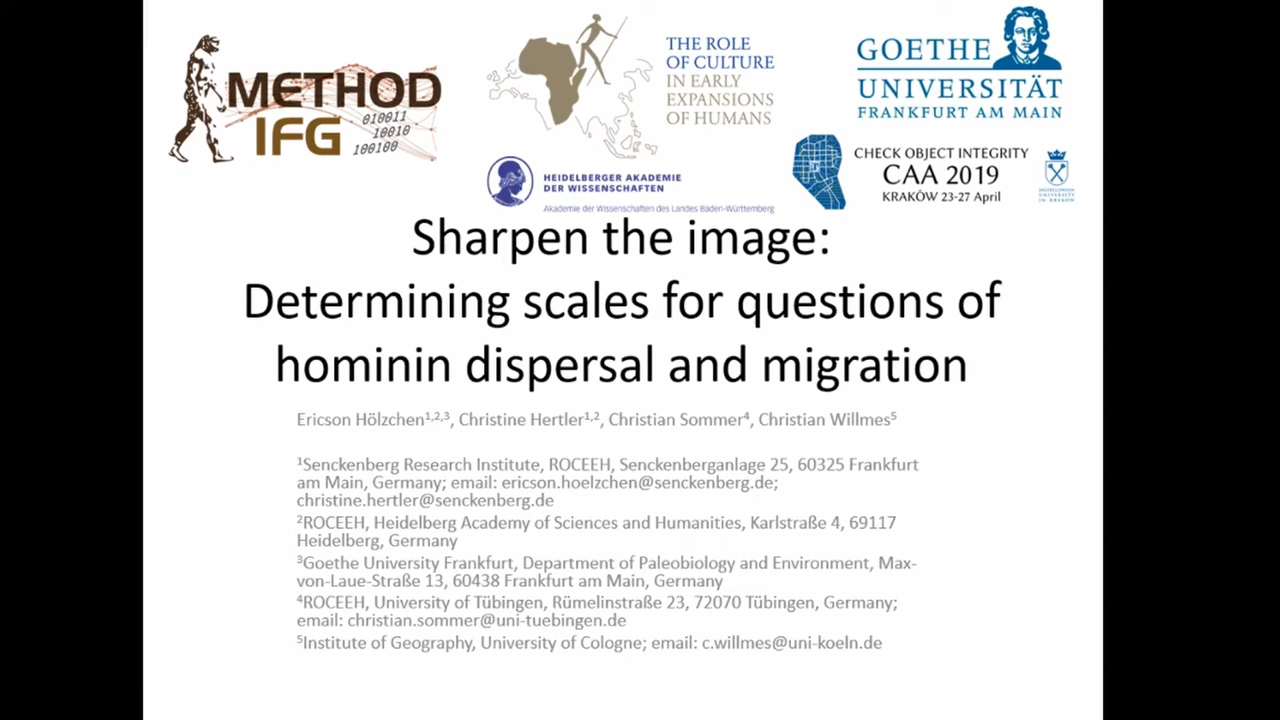 METHOD
IFG
010011
10010
100100
THE ROLE
OF CULTURE
IN EARLY
EXPANSIONS
OF HUMANS
HEIDELBERGER AKADEMIE
DER WISSENSCHAFTEN
Akademie der Wissenschaften des Landes Baden-Württemberg
GOETHE
UNIVERSITÄT
FRANKFURT AM MAIN
CHECK OBJECT INTEGRITY
CAA 2019
KRAKÓW 23-27 April
JAGIELLONIAN
UNIVERSITY
IN KRAKÓW
Sharpen the image:
Determining scales for questions of
hominin dispersal and migration
Ericson Hölzchen¹,²,³, Christine Hertler¹,², Christian Sommer⁴, Christian Willmes⁵
¹Senckenberg Research Institute, ROCEEH, Senckenberganlage 25, 60325 Frankfurt
am Main, Germany; email: ericson.hoelzchen@senckenberg.de;
christine.hertler@senckenberg.de
²ROCEEH, Heidelberg Academy of Sciences and Humanities, Karlstraße 4, 69117
Heidelberg, Germany
³Goethe University Frankfurt, Department of Paleobiology and Environment, Max-
von-Laue-Straße 13, 60438 Frankfurt am Main, Germany
⁴ROCEEH, University of Tübingen, Rümelinstraße 23, 72070 Tübingen, Germany;
email: christian.sommer@uni-tuebingen.de
⁵Institute of Geography, University of Cologne; email: c.willmes@uni-koeln.de